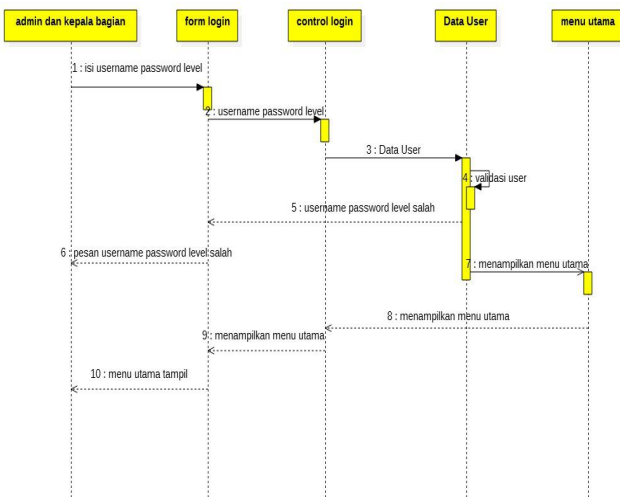 admin dan kepala bagian
form login
control login
Data User
menu utama
1 : isi username password level
2 : username password level
3 : Data User
4 : validasi user
5 : username password level salah
6 : pesan username password level salah
7 : menampilkan menu utama
8 : menampilkan menu utama
9 : menampilkan menu utama
10 : menu utama tampil